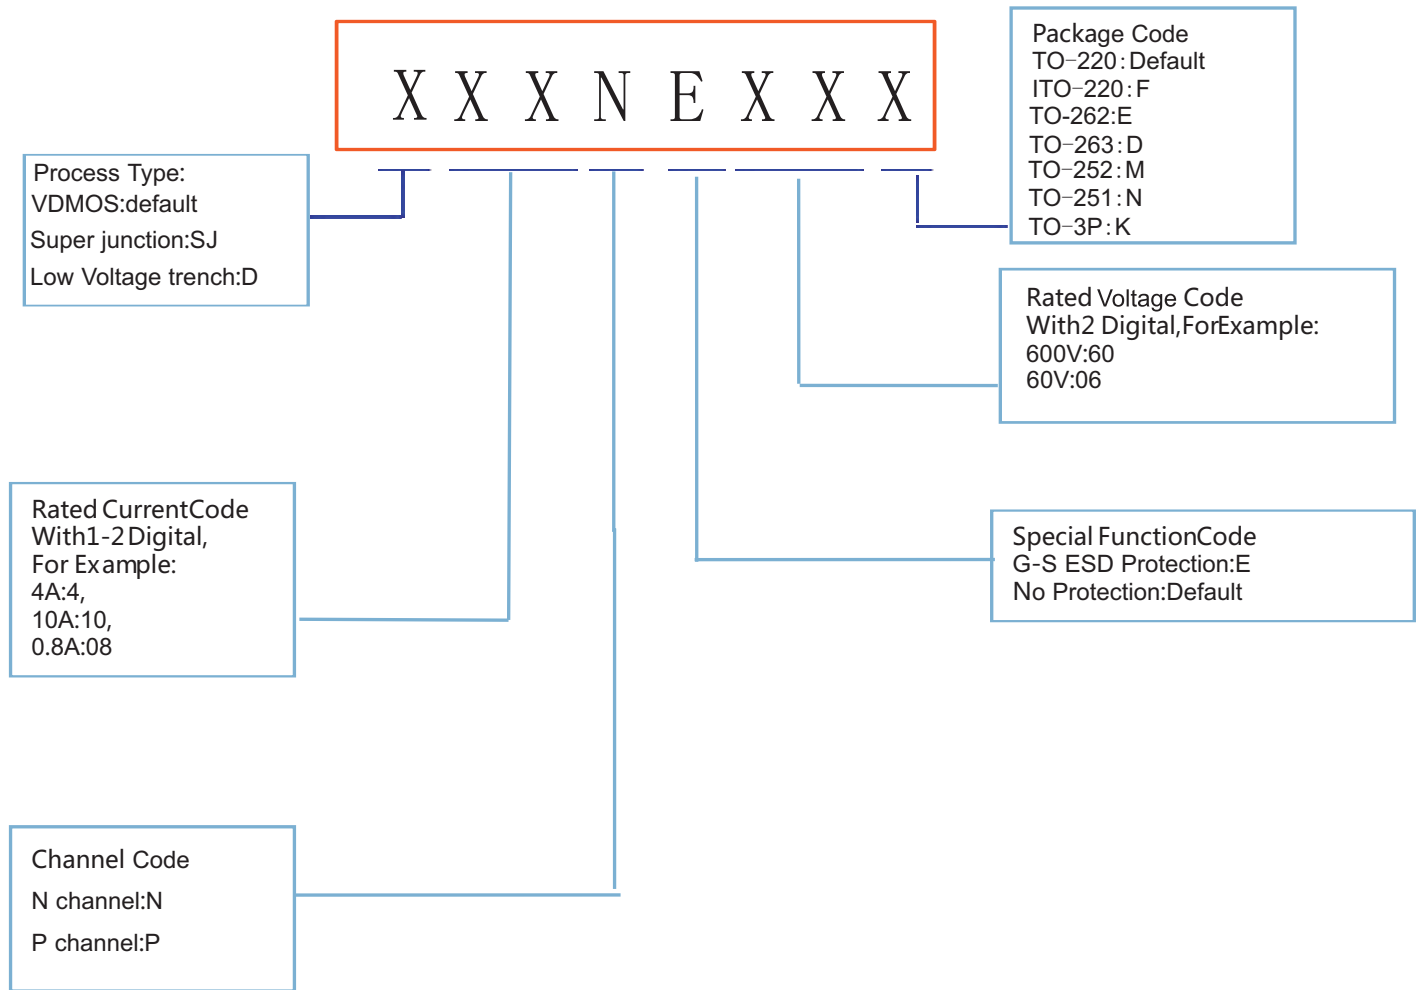 X X X N E X X X
Package Code
TO-220:Default
ITO-220:F
TO-262:E
TO-263:D
TO-252:M
TO-251:N
TO-3P:K
Process Type:
VDMOS:default
Super junction:SJ
Low Voltage trench:D
Rated Voltage Code
With2 Digital,ForExample:
600V:60
60V:06
Rated CurrentCode
With1-2Digital,
For Example:
4A:4,
10A:10,
0.8A:08
Special FunctionCode
G-S ESD Protection:E
No Protection:Default
Channel Code
N channel:N
P channel:P